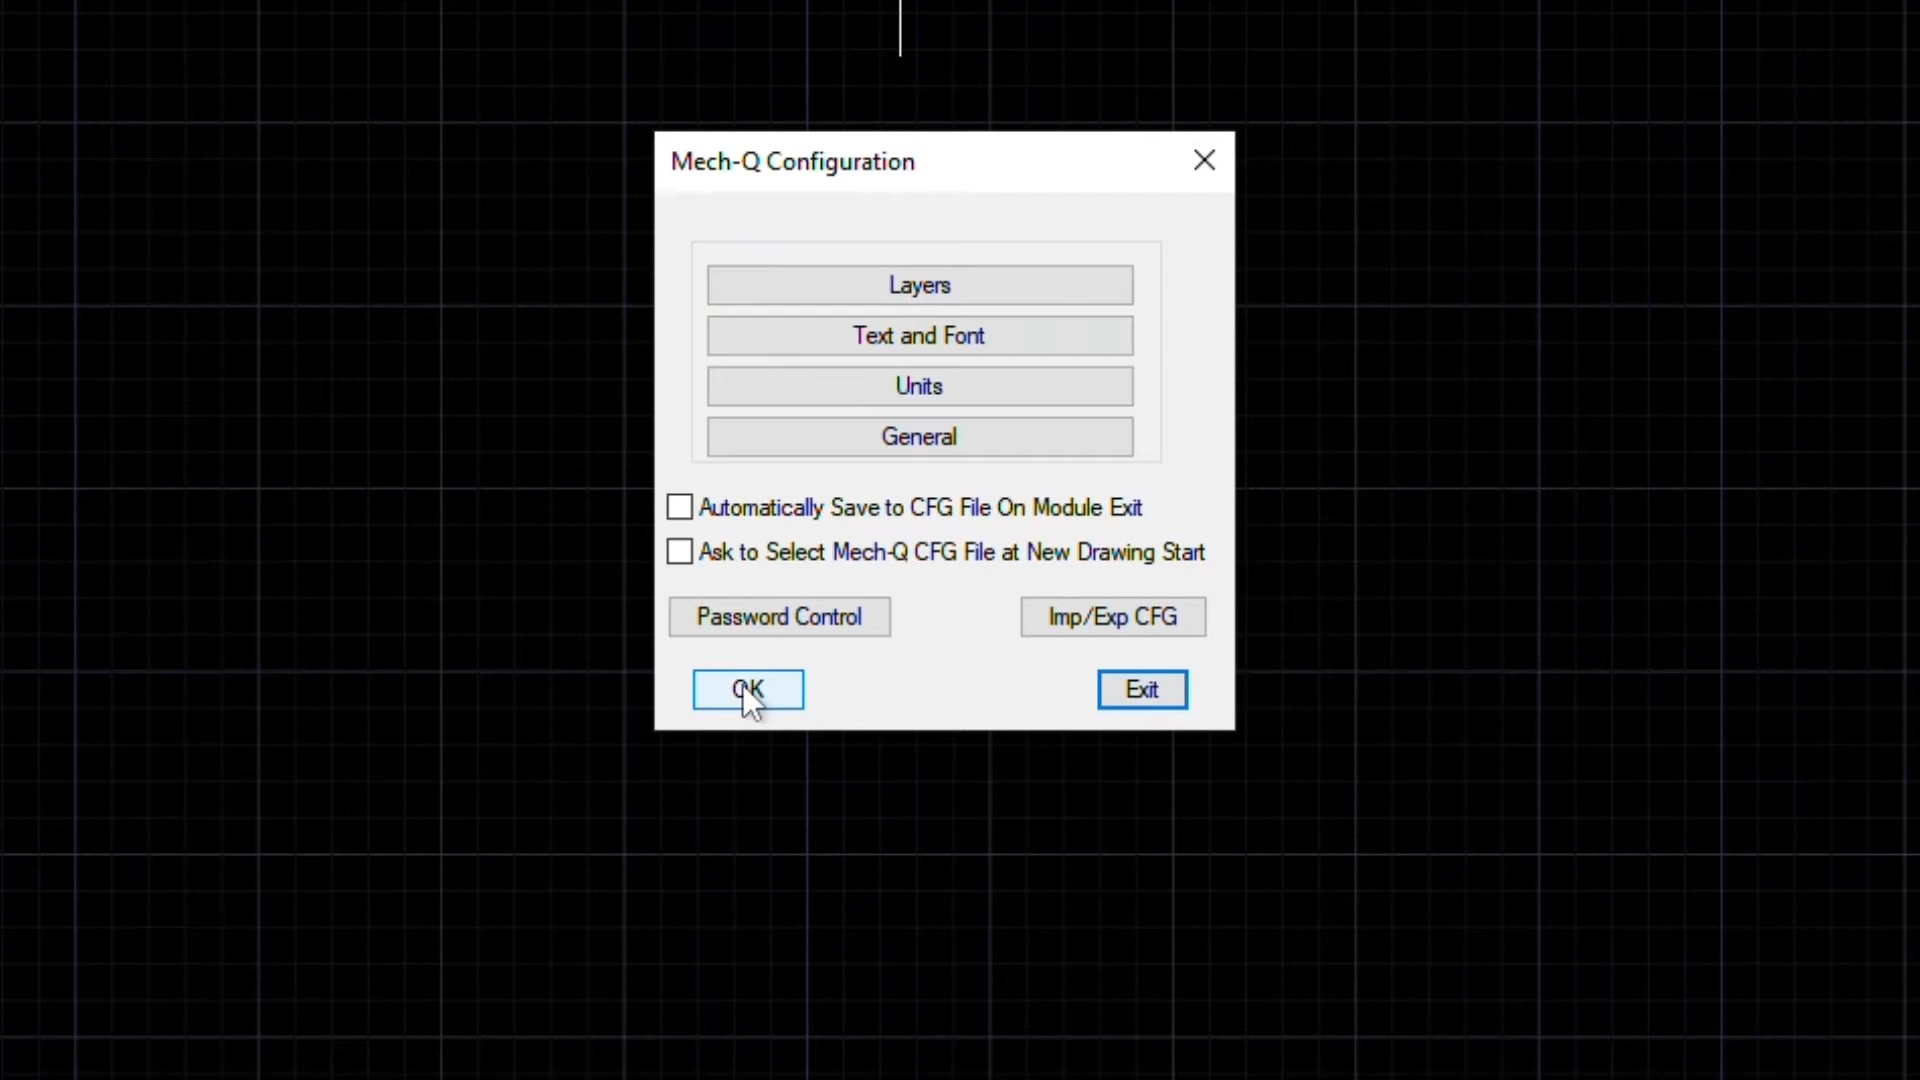 Mech-Q Configuration
Layers
Text and Font
Units
General
Automatically Save to CFG File On Module Exit
Ask to Select Mech-Q CFG File at New Drawing Start
Password Control Imp/Exp CFG
OK Exit